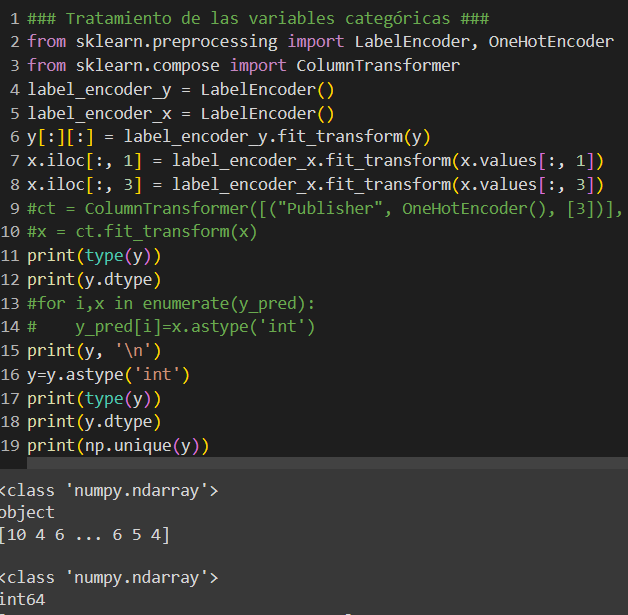 1 ### Tratamiento de las variables categóricas ###
2 from sklearn.preprocessing import LabelEncoder, OneHotEncoder
3 from sklearn.compose import ColumnTransformer
4 label_encoder_y = LabelEncoder()
5 label_encoder_x = LabelEncoder()
6 y[:][:] = label_encoder_y.fit_transform(y)
7 x.iloc[:, 1] = label_encoder_x.fit_transform(x.values[:, 1])
8 x.iloc[:, 3] = label_encoder_x.fit_transform(x.values[:, 3])
9 #ct = ColumnTransformer([("Publisher", OneHotEncoder(), [3])],
10 #x = ct.fit_transform(x)
11 print(type(y))
12 print(y.dtype)
13 #for i,x in enumerate(y_pred):
14 #    y_pred[i]=x.astype('int')
15 print(y, '\n')
16 y=y.astype('int')
17 print(type(y))
18 print(y.dtype)
19 print(np.unique(y))
<class 'numpy.ndarray'>
object
[10 4 6 ... 6 5 4]
<class 'numpy.ndarray'>
int64